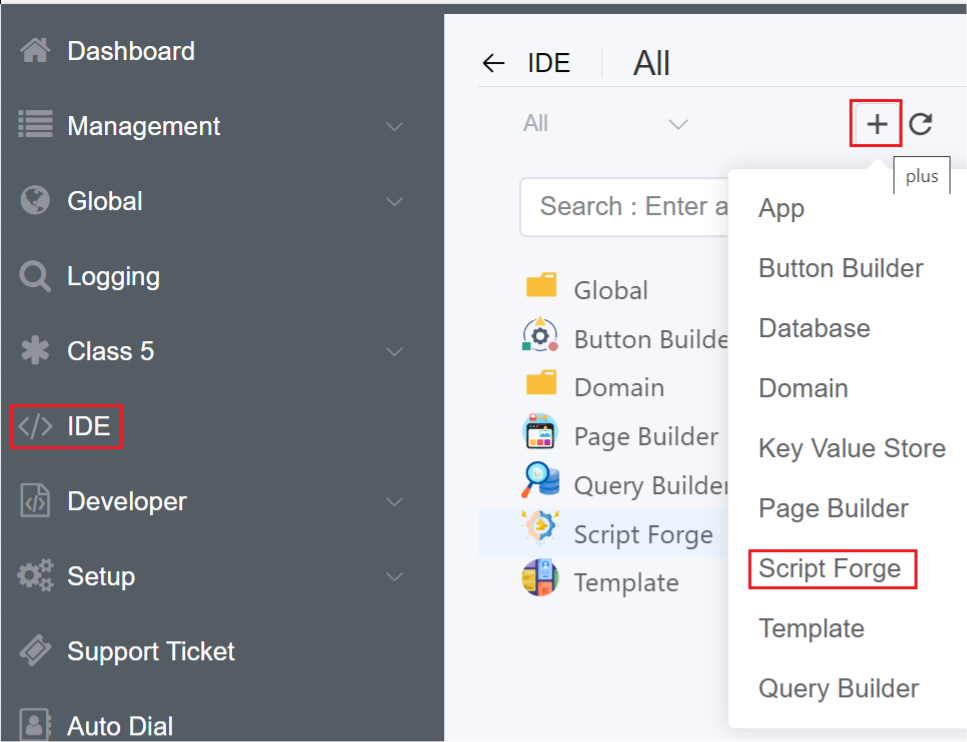 Dashboard
Management
Global
Logging
Class 5
IDE
Developer
Setup
Support Ticket
Auto Dial
IDE
All
All
plus
Search : Enter a
Global
Button Builde
Domain
Page Builder
Query Builder
Script Forge
Template
App
Button Builder
Database
Domain
Key Value Store
Page Builder
Script Forge
Template
Query Builder